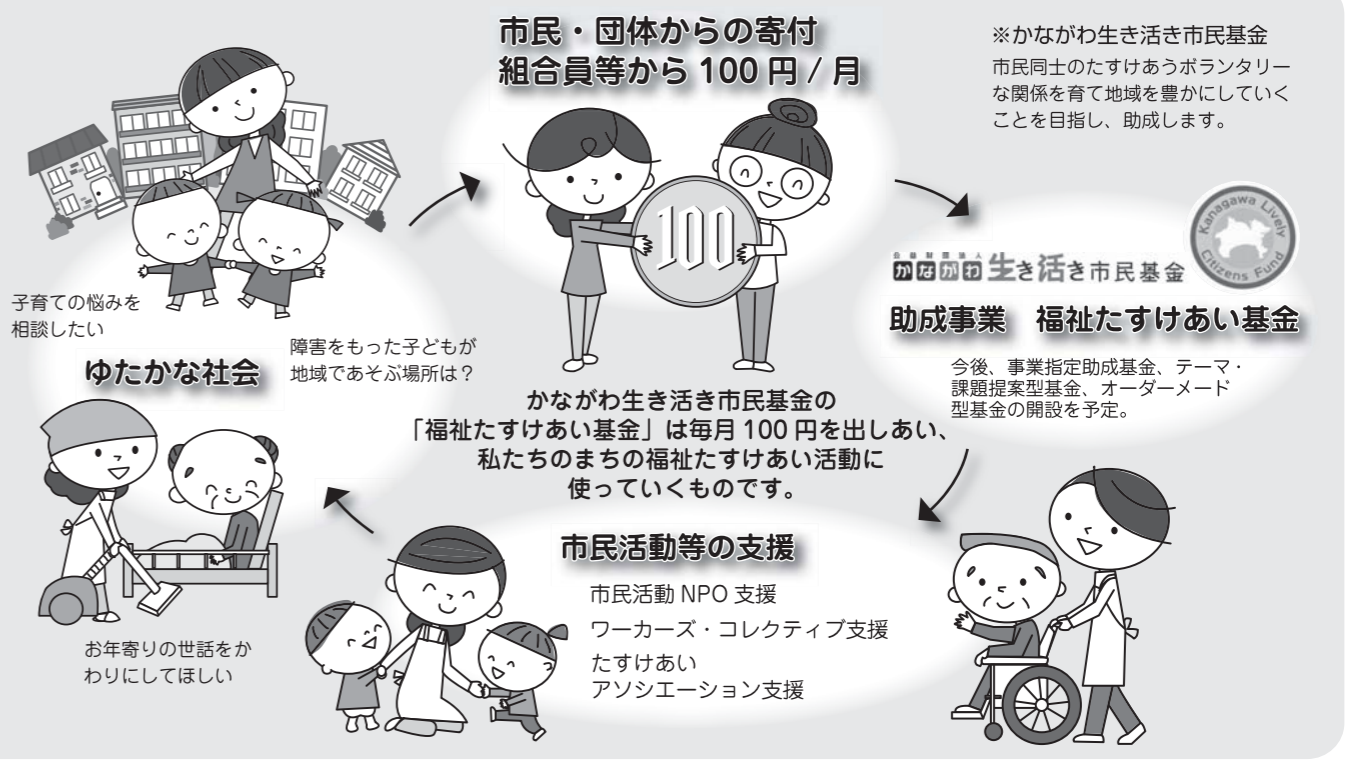 市民・団体からの寄付
組合員等から 100 円 / 月
※かながわ生き活き市民基金
市民同士のたすけあうボランタリー
な関係を育て地域を豊かにしていく
ことを目指し、助成します。
100
Kanagawa Lively
Citizens Fund
公益財団法人
かながわ生き活き市民基金
助成事業　福祉たすけあい基金
今後、事業指定助成基金、テーマ・
課題提案型基金、オーダーメード
型基金の開設を予定。
子育ての悩みを
相談したい
障害をもった子どもが
地域であそぶ場所は？
ゆたかな社会
かながわ生き活き市民基金の
「福祉たすけあい基金」は毎月 100 円を出しあい、
私たちのまちの福祉たすけあい活動に
使っていくものです。
市民活動等の支援
市民活動 NPO 支援
ワーカーズ・コレクティブ支援
たすけあい
アソシエーション支援
お年寄りの世話をか
わりにしてほしい